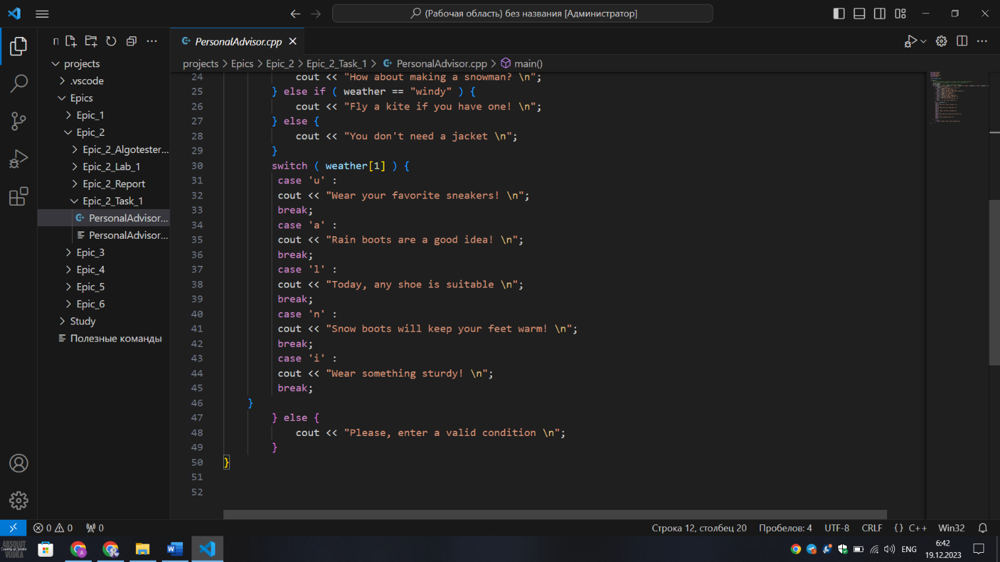 (Рабочая область) без названия [Администратор]
П
PersonalAdvisor.cpp
projects > Epics > Epic_2 > Epic_2_Task_1 > PersonalAdvisor.cpp > main()
projects
.vscode
Epics
Epic_1
Epic_2
Epic_2_Algotester...
Epic_2_Lab_1
Epic_2_Report
Epic_2_Task_1
PersonalAdvisor...
PersonalAdvisor...
Epic_3
Epic_4
Epic_5
Epic_6
Study
Полезные команды
24 cout << "How about making a snowman? \n";
25 } else if ( weather == "windy" ) {
26 cout << "Fly a kite if you have one! \n";
27 } else {
28 cout << "You don't need a jacket \n";
29 }
30 switch ( weather[1] ) {
31 case 'u' :
32 cout << "Wear your favorite sneakers! \n";
33 break;
34 case 'a' :
35 cout << "Rain boots are a good idea! \n";
36 break;
37 case 'l' :
38 cout << "Today, any shoe is suitable \n";
39 break;
40 case 'n' :
41 cout << "Snow boots will keep your feet warm! \n";
42 break;
43 case 'i' :
44 cout << "Wear something sturdy! \n";
45 break;
46 }
47 } else {
48 cout << "Please, enter a valid condition \n";
49 }
50 }
51
52
0 0 0 Строка 12, столбец 20 Пробелов: 4 UTF-8 CRLF {} C++ Win32
ABSOLUT
Country of Sweden
VODKA
ENG
6:42
19.12.2023